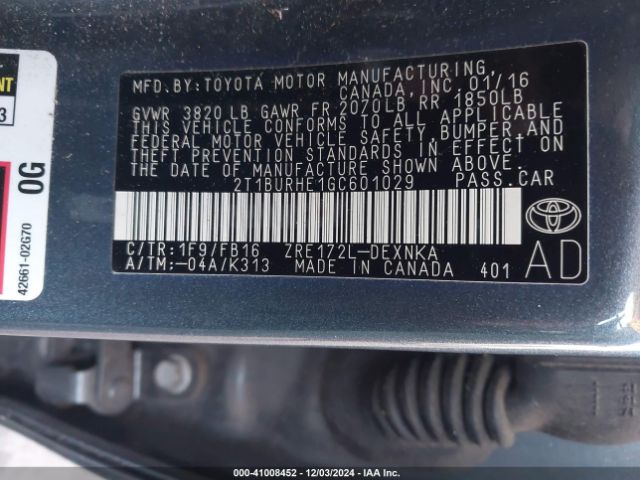 MFD. BY: TOYOTA MOTOR MANUFACTURING,
CANADA, INC. 01/16
GVWR 3820 LB GAWR FR 2070LB, RR 1850LB
THIS VEHICLE CONFORMS TO ALL APPLICABLE
FEDERAL MOTOR VEHICLE SAFETY, BUMPER, AND
THEFT PREVENTION STANDARDS IN EFFECT ON
THE DATE OF MANUFACTURE SHOWN ABOVE.
2T1BURHE1GC601029 PASS. CAR
C/TR: 1F9/FB16 ZRE172L-DEXNKA
A/TM:-04A/K313 MADE IN CANADA 401
AD
3
0G
42661-02G70
000-41008452 - 12/03/2024 - IAA Inc.